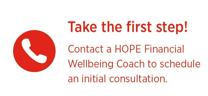 Take the first step!
Contact a HOPE Financial
Wellbeing Coach to schedule
an initial consultation.